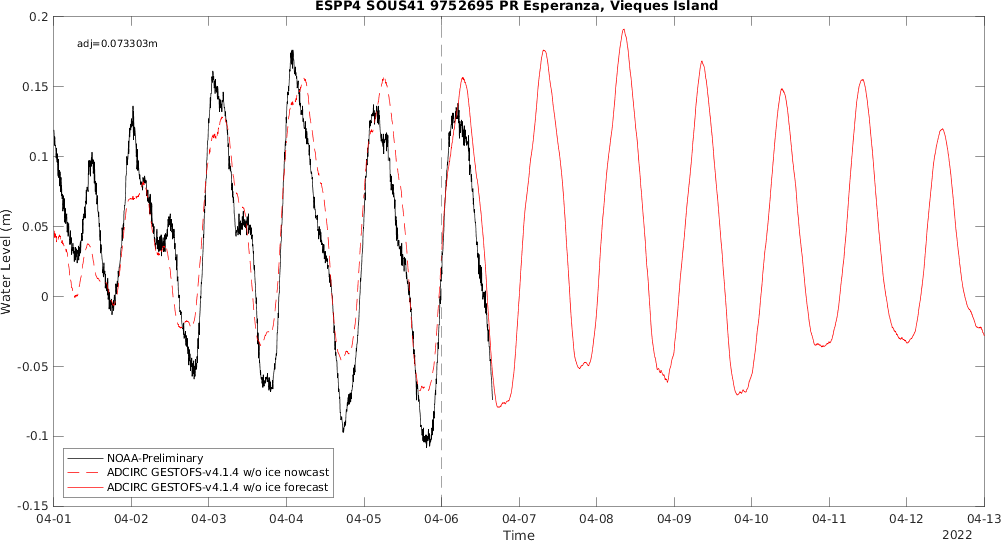 ESPP4 SOUS41 9752695 PR Esperanza, Vieques Island
adj=0.073303m
0.2
0.15
0.1
0.05
0
-0.05
-0.1
-0.15
Water Level (m)
NOAA-Preliminary
ADCIRC GESTOFS-v4.1.4 w/o ice nowcast
ADCIRC GESTOFS-v4.1.4 w/o ice forecast
04-01 04-02 04-03 04-04 04-05 04-06 04-07 04-08 04-09 04-10 04-11 04-12 04-13
Time
2022